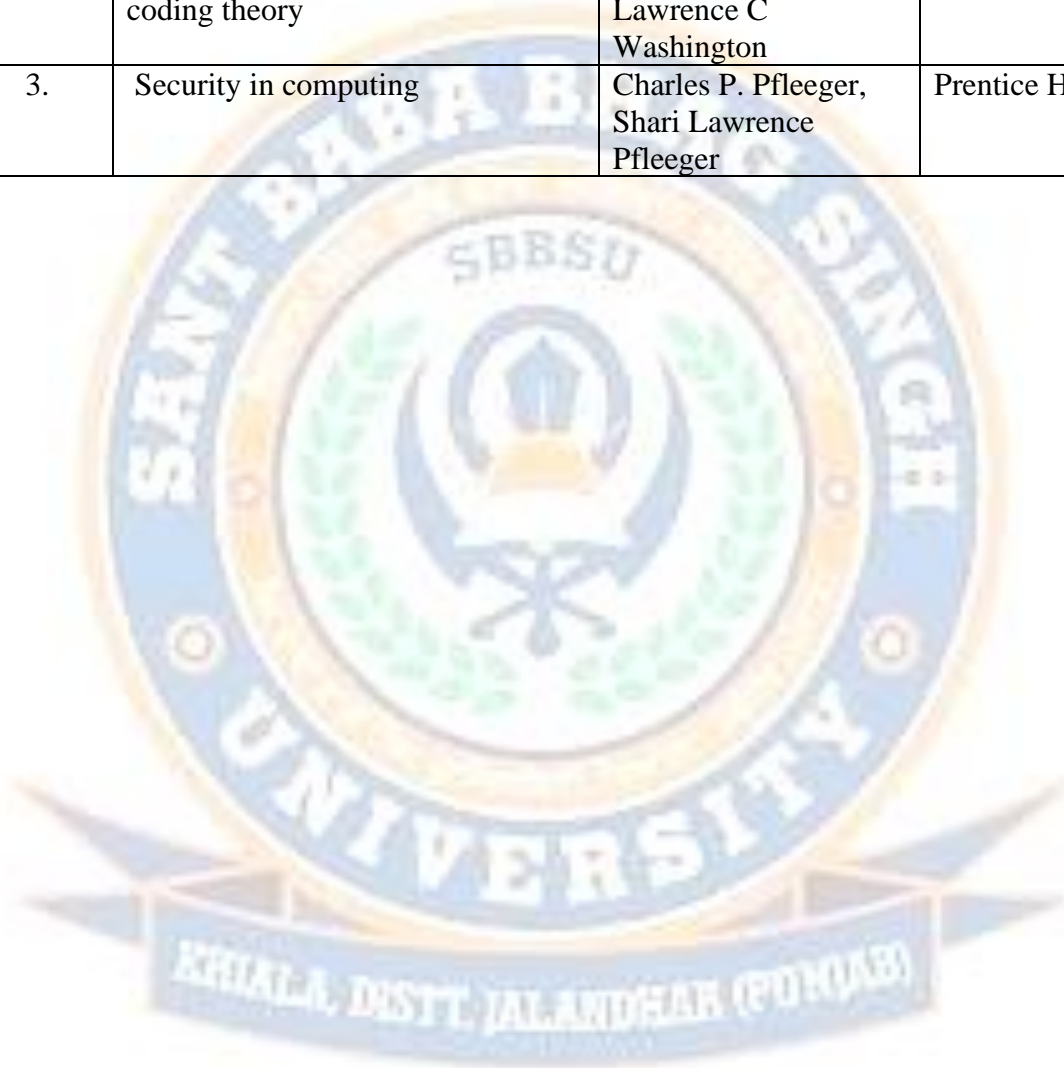 coding theory Lawrence C
Washington
3. Security in computing Charles P. Pfleeger, Prentice H
Shari Lawrence
Pfleeger
SANT BABA BHAG SINGH
SBBSU
UNIVERSITY
KHIALA, DISTT. JALANDHAR (PUNJAB)